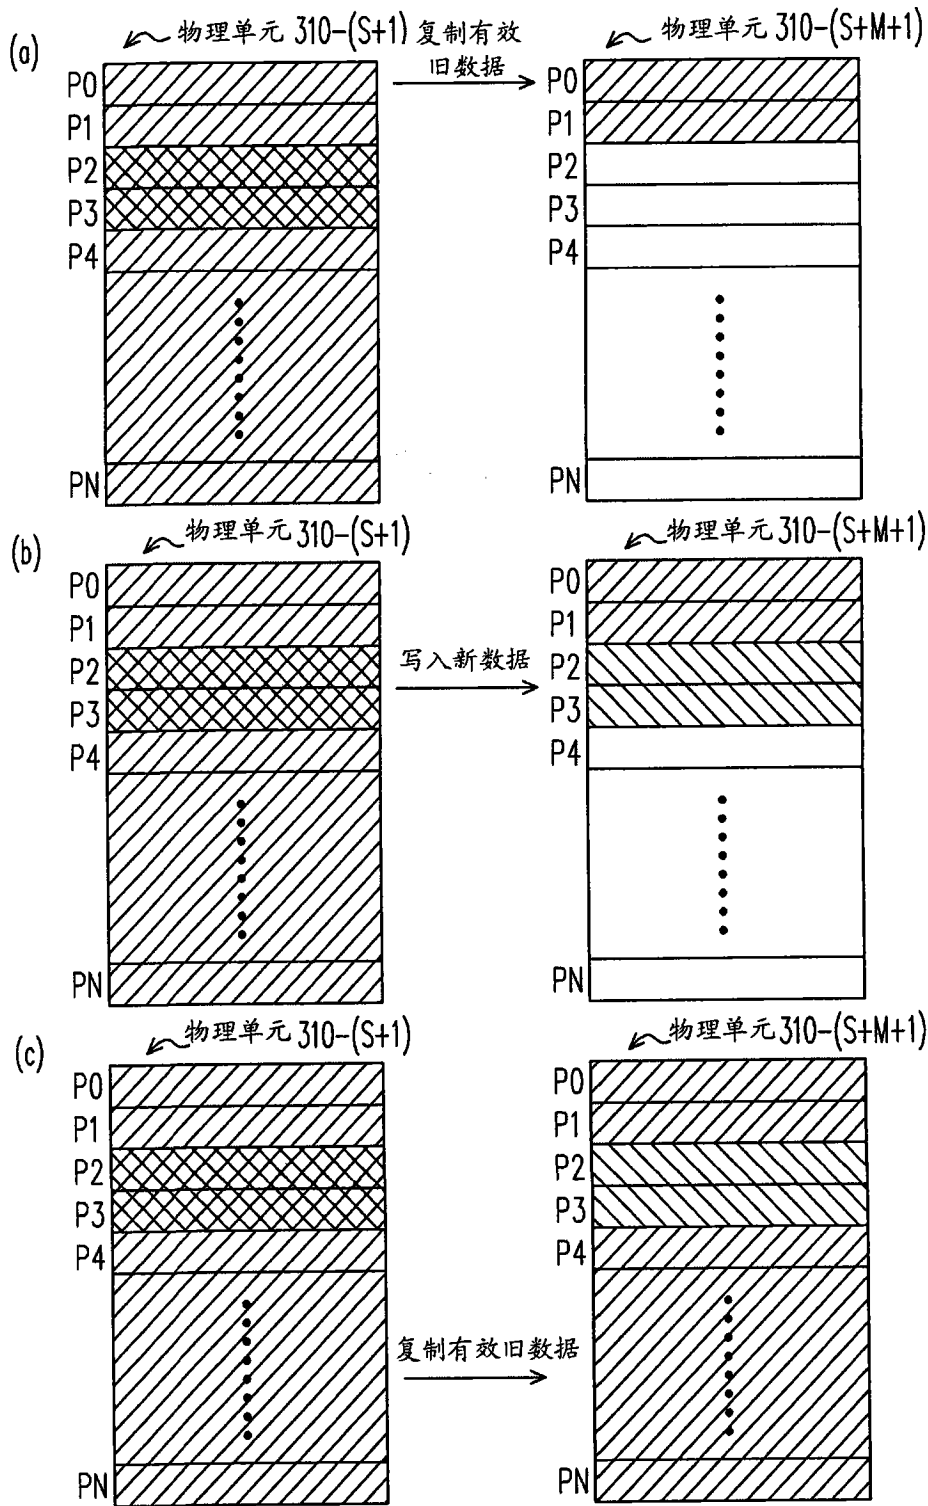 (a)
物理单元 310-(S+1)
复制有效
旧数据
物理单元 310-(S+M+1)
P0
P1
P2
P3
P4
PN
P0
P1
P2
P3
P4
PN
(b)
物理单元 310-(S+1)
写入新数据
物理单元 310-(S+M+1)
P0
P1
P2
P3
P4
PN
P0
P1
P2
P3
P4
PN
(c)
物理单元 310-(S+1)
复制有效旧数据
物理单元 310-(S+M+1)
P0
P1
P2
P3
P4
PN
P0
P1
P2
P3
P4
PN